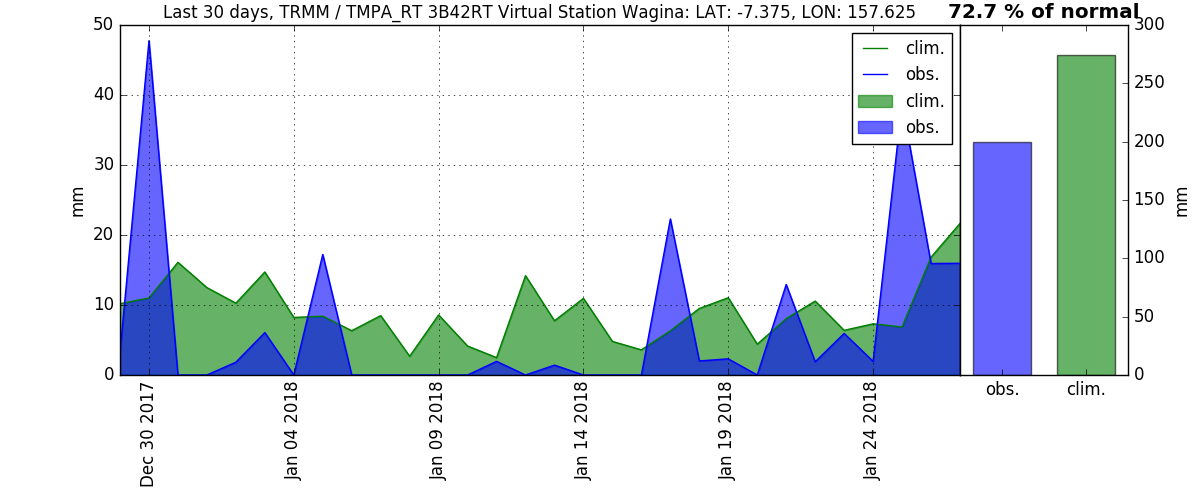 Last 30 days, TRMM / TMPA_RT 3B42RT Virtual Station Wagina: LAT: -7.375, LON: 157.625
72.7 % of normal
50
40
30
20
10
0
mm
clim.
obs.
clim.
obs.
Dec 30 2017
Jan 04 2018
Jan 09 2018
Jan 14 2018
Jan 19 2018
Jan 24 2018
300
250
200
150
100
50
0
mm
obs.
clim.